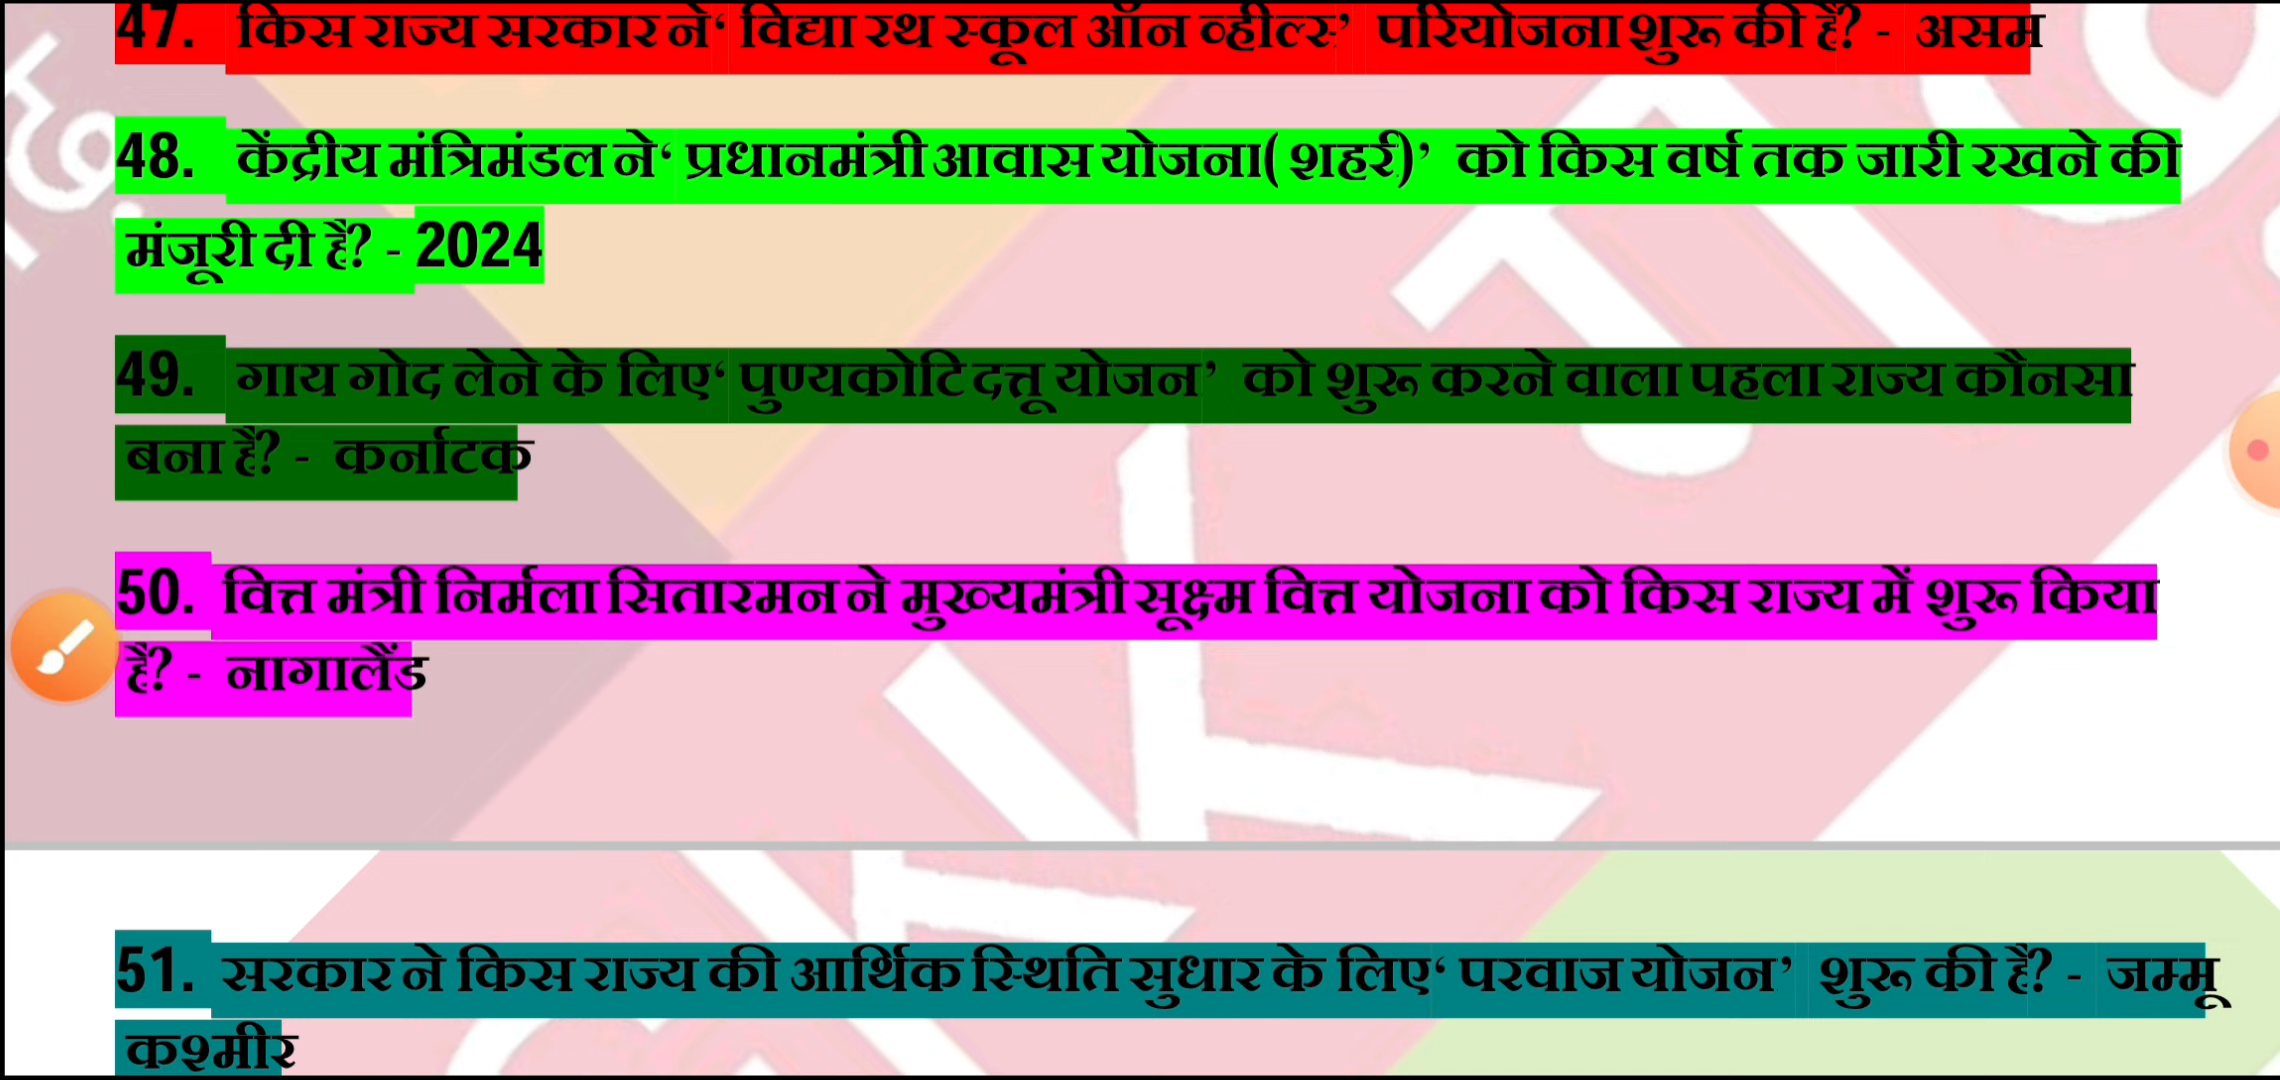 47. किस राज्य सरकार ने‘ विद्या रथ स्कूल ऑन व्हील्स’ परियोजना शुरू की है? - असम
48. केंद्रीय मंत्रिमंडल ने‘ प्रधानमंत्री आवास योजना( शहरी)’ को किस वर्ष तक जारी रखने की
मंजूरी दी है? - 2024
49. गाय गोद लेने के लिए‘ पुण्यकोटि दत्तू योजन’ को शुरू करने वाला पहला राज्य कौनसा
बना है? - कर्नाटक
50. वित्त मंत्री निर्मला सितारमन ने मुख्यमंत्री सूक्ष्म वित्त योजना को किस राज्य में शुरू किया
है? - नागालैंड
51. सरकार ने किस राज्य की आर्थिक स्थिति सुधार के लिए‘ परवाज योजन’ शुरू की है? - जम्मू
कश्मीर